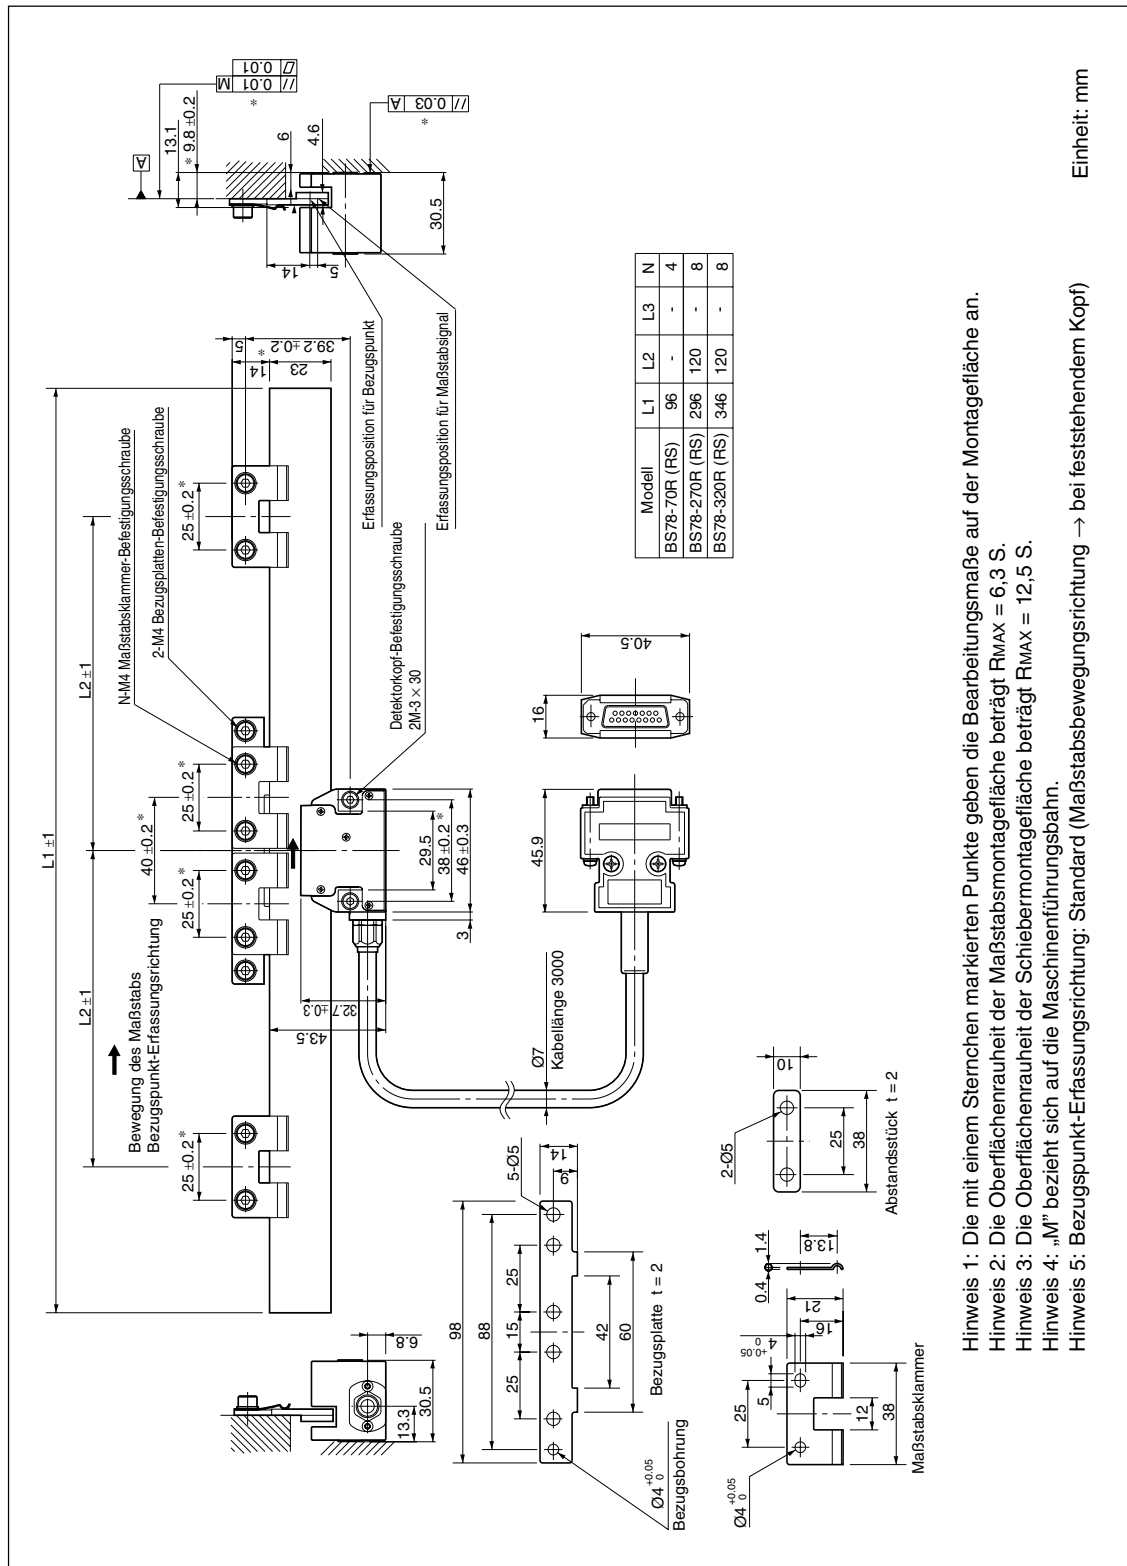 L1 ±1
L2 ±1
L2 ±1
Bewegung des Maßstabs
Bezugspunkt-Erfassungsrichtung
25 ±0.2 *
40 ±0.2 *
25 ±0.2 *
25 ±0.2 *
25 ±0.2 *
N-M4 Maßstabsklammer-Befestigungsschraube
2-M4 Bezugsplatten-Befestigungsschraube
5
14 *
39.2 ±0.2
23
A
13.1
* 9.8 ±0.2
// 0.01 M
0.01
*
6
4.6
// 0.03 A
*
14
5
30.5
Erfassungsposition für Bezugspunkt
Erfassungsposition für Maßstabsignal
Detektorkopf-Befestigungsschraube
2M-3 × 30
29.5
38 ±0.2 *
46 ±0.3
3
32.7 ±0.3
43.5
6.8
13.3
30.5
Ø7
Kabellänge 3000
45.9
16
40.5
Modell L1 L2 L3 N
BS78-70R (RS) 96 - - 4
BS78-270R (RS) 296 120 - 8
BS78-320R (RS) 346 120 - 8
98
88
25
15
25
5-Ø5
9
14
42
60
Ø4 +0.05 0
Bezugsbohrung
Bezugsplatte t = 2
Ø4 +0.05 0
25
5
4 +0.05 0
16
21
12
38
Maßstabsklammer
0.4
1.4
13.8
2-Ø5
10
25
38
Abstandsstück t = 2
Hinweis 1: Die mit einem Sternchen markierten Punkte geben die Bearbeitungsmaße auf der Montagefläche an.
Hinweis 2: Die Oberflächenrauheit der Maßstabsmontagefläche beträgt RMAX = 6,3 S.
Hinweis 3: Die Oberflächenrauheit der Schiebermontagefläche beträgt RMAX = 12,5 S.
Hinweis 4: „M” bezieht sich auf die Maschinenführungsbahn.
Hinweis 5: Bezugspunkt-Erfassungsrichtung: Standard (Maßstabsbewegungsrichtung → bei feststehendem Kopf)
Einheit: mm